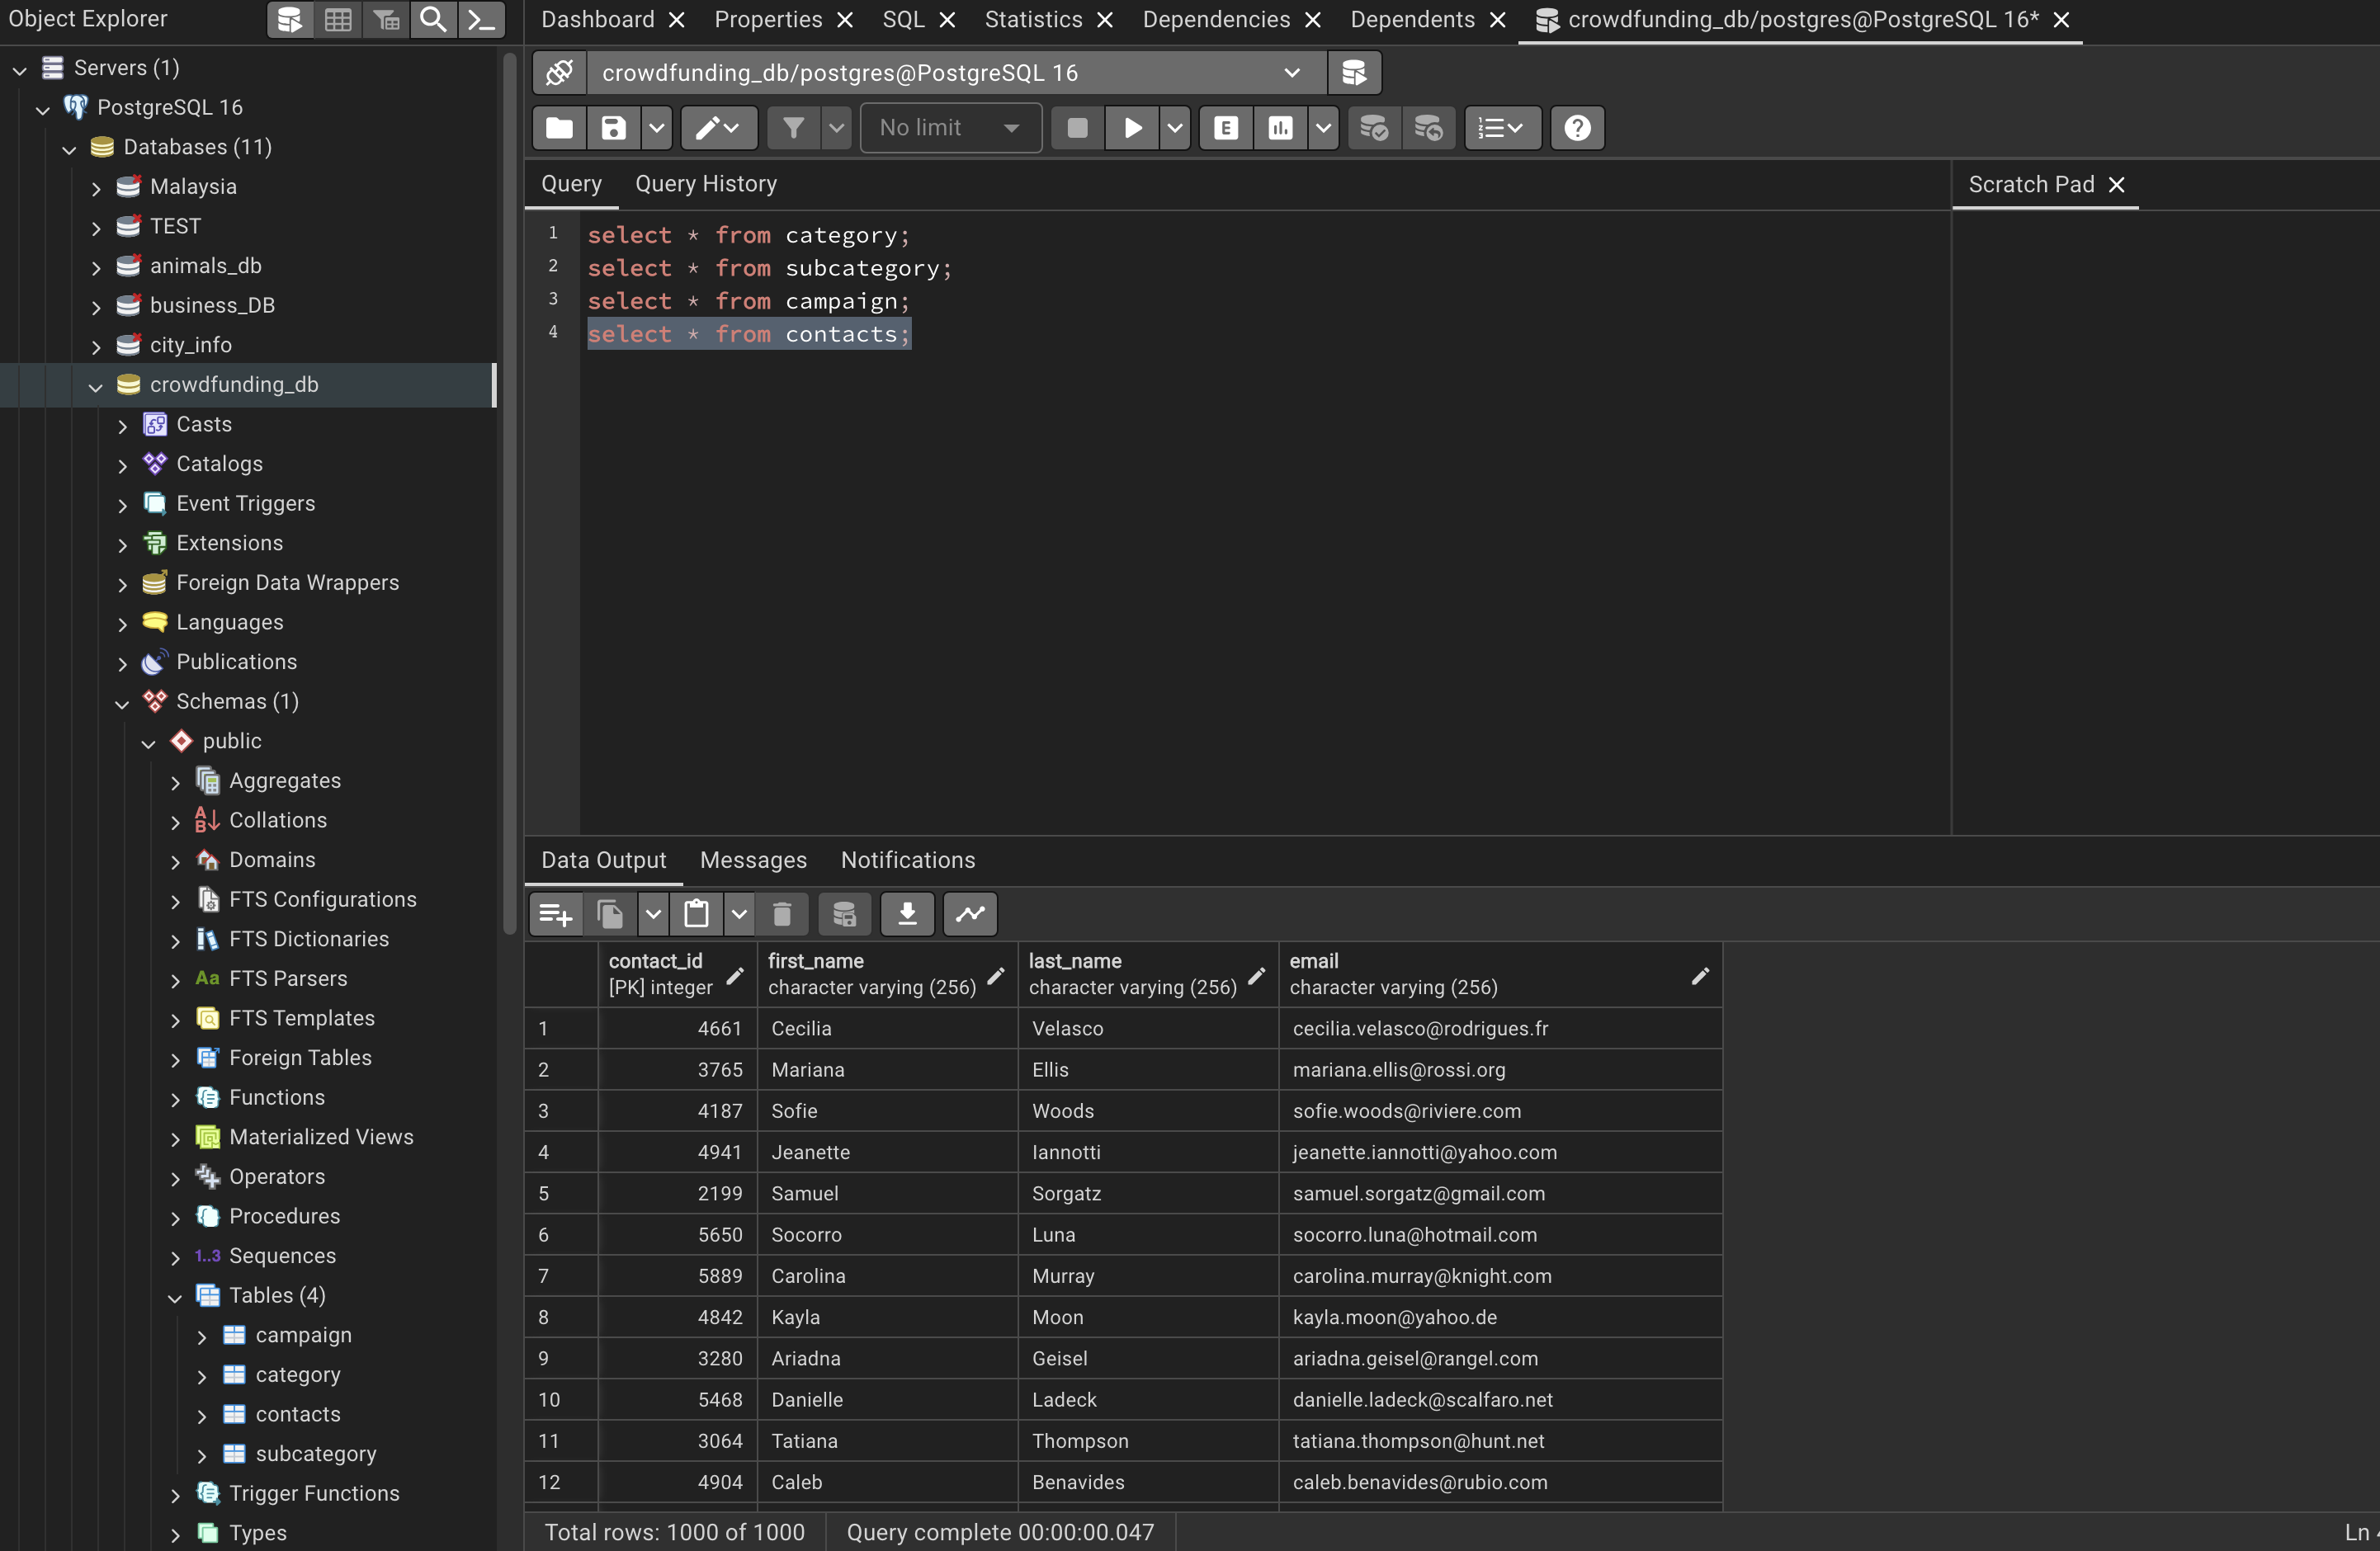 Object Explorer
Dashboard Properties SQL Statistics Dependencies Dependents crowdfunding_db/postgres@PostgreSQL 16*
Servers (1)
PostgreSQL 16
Databases (11)
Malaysia
TEST
animals_db
business_DB
city_info
crowdfunding_db
Casts
Catalogs
Event Triggers
Extensions
Foreign Data Wrappers
Languages
Publications
Schemas (1)
public
Aggregates
Collations
Domains
FTS Configurations
FTS Dictionaries
Aa FTS Parsers
FTS Templates
Foreign Tables
Functions
Materialized Views
Operators
Procedures
1..3 Sequences
Tables (4)
campaign
category
contacts
subcategory
Trigger Functions
Types
crowdfunding_db/postgres@PostgreSQL 16
No limit E
Query Query History
Scratch Pad
1 select * from category;
2 select * from subcategory;
3 select * from campaign;
4 select * from contacts;
Data Output Messages Notifications
contact_id first_name last_name email
[PK] integer character varying (256) character varying (256) character varying (256)
1 4661 Cecilia Velasco cecilia.velasco@rodrigues.fr
2 3765 Mariana Ellis mariana.ellis@rossi.org
3 4187 Sofie Woods sofie.woods@riviere.com
4 4941 Jeanette Iannotti jeanette.iannotti@yahoo.com
5 2199 Samuel Sorgatz samuel.sorgatz@gmail.com
6 5650 Socorro Luna socorro.luna@hotmail.com
7 5889 Carolina Murray carolina.murray@knight.com
8 4842 Kayla Moon kayla.moon@yahoo.de
9 3280 Ariadna Geisel ariadna.geisel@rangel.com
10 5468 Danielle Ladeck danielle.ladeck@scalfaro.net
11 3064 Tatiana Thompson tatiana.thompson@hunt.net
12 4904 Caleb Benavides caleb.benavides@rubio.com
Total rows: 1000 of 1000 Query complete 00:00:00.047 Ln